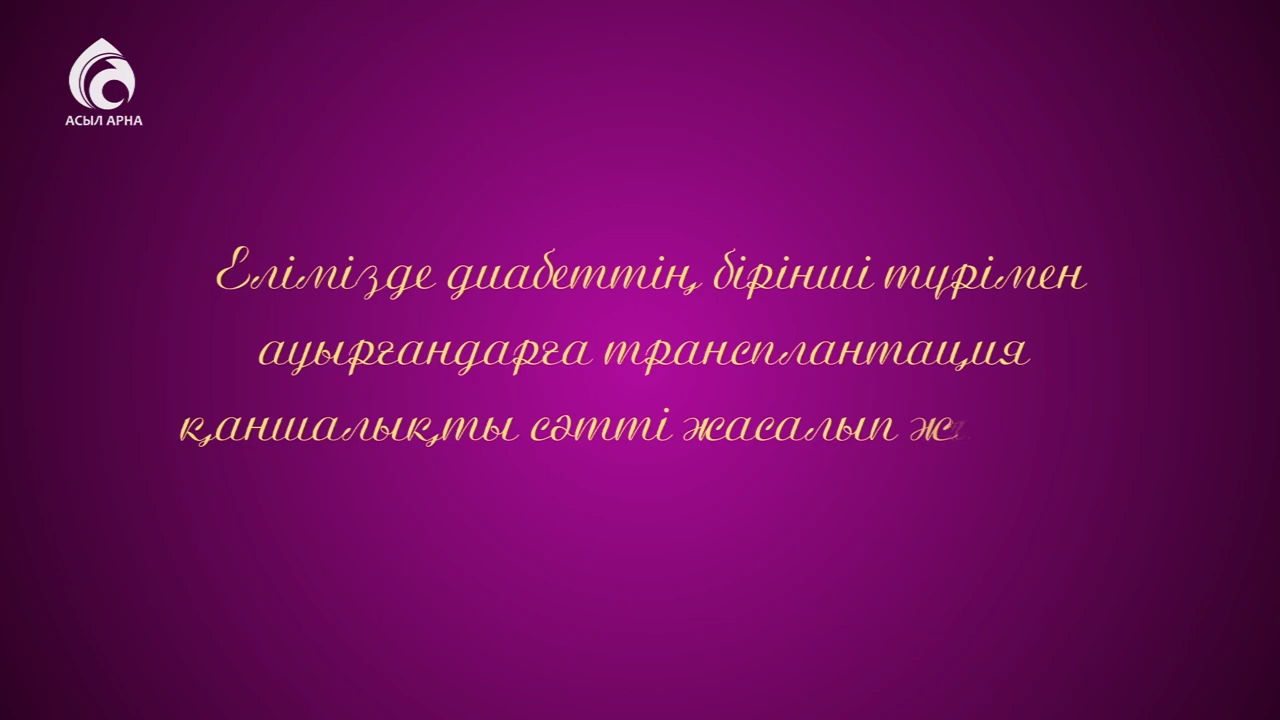 АСЫЛ АРНА
Елімізде диабеттің бірінші түрімен
ауырғандарға трансплантация
қаншалықты сәтті жасалып